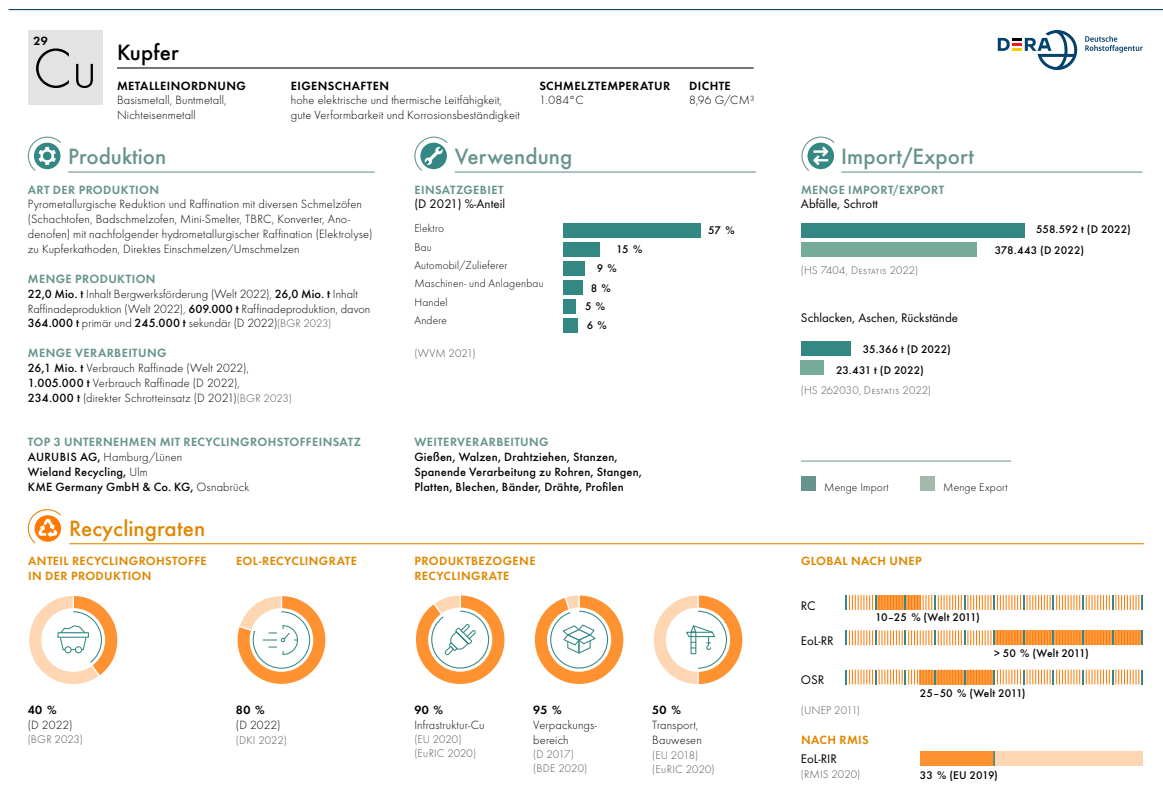 29
Cu
Kupfer
DERA
Deutsche
Rohstoffagentur
METALLEINORDNUNG
Basismetall, Buntmetall,
Nichteisenmetall
EIGENSCHAFTEN
hohe elektrische und thermische Leitfähigkeit,
gute Verformbarkeit und Korrosionsbeständigkeit
SCHMELZTEMPERATUR
1.084°C
DICHTE
8,96 G/CM³
Produktion
ART DER PRODUKTION
Pyrometallurgische Reduktion und Raffination mit diversen Schmelzöfen
(Schachtofen, Badschmelzofen, Mini-Smelter, TBRC, Konverter, Ano-
denofen) mit nachfolgender hydrometallurgischer Raffination (Elektrolyse)
zu Kupferkathoden, Direktes Einschmelzen/Umschmelzen
MENGE PRODUKTION
22,0 Mio. t Inhalt Bergwerksförderung (Welt 2022), 26,0 Mio. t Inhalt
Raffinadeproduktion (Welt 2022), 609.000 t Raffinadeproduktion, davon
364.000 t primär und 245.000 t sekundär (D 2022)(BGR 2023)
MENGE VERARBEITUNG
26,1 Mio. t Verbrauch Raffinade (Welt 2022),
1.005.000 t Verbrauch Raffinade (D 2022),
234.000 t (direkter Schrotteinsatz (D 2021)(BGR 2023)
TOP 3 UNTERNEHMEN MIT RECYCLINGROHSTOFFEINSATZ
AURUBIS AG, Hamburg/Lünen
Wieland Recycling, Ulm
KME Germany GmbH & Co. KG, Osnabrück
Verwendung
EINSATZGEBIET
(D 2021) %-Anteil
Elektro 57 %
Bau 15 %
Automobil/Zulieferer 9 %
Maschinen- und Anlagenbau 8 %
Handel 5 %
Andere 6 %
(WVM 2021)
WEITERVERARBEITUNG
Gießen, Walzen, Drahtziehen, Stanzen,
Spanende Verarbeitung zu Rohren, Stangen,
Platten, Blechen, Bänder, Drähte, Profilen
Import/Export
MENGE IMPORT/EXPORT
Abfälle, Schrott
558.592 t (D 2022)
378.443 (D 2022)
(HS 7404, Destatis 2022)
Schlacken, Aschen, Rückstände
35.366 t (D 2022)
23.431 t (D 2022)
(HS 262030, Destatis 2022)
Menge Import
Menge Export
Recyclingraten
ANTEIL RECYCLINGROHSTOFFE
IN DER PRODUKTION
40 %
(D 2022)
(BGR 2023)
EOL-RECYCLINGRATE
80 %
(D 2022)
(DKI 2022)
PRODUKTBEZOGENE
RECYCLINGRATE
90 %
Infrastruktur-Cu
(EU 2020)
(EuRIC 2020)
95 %
Verpackungs-
bereich
(D 2017)
(BDE 2020)
50 %
Transport,
Bauwesen
(EU 2018)
(EuRIC 2020)
GLOBAL NACH UNEP
RC
10–25 % (Welt 2011)
EoL-RR
> 50 % (Welt 2011)
OSR
25–50 % (Welt 2011)
(UNEP 2011)
NACH RMIS
EoL-RIR
(RMIS 2020)
33 % (EU 2019)